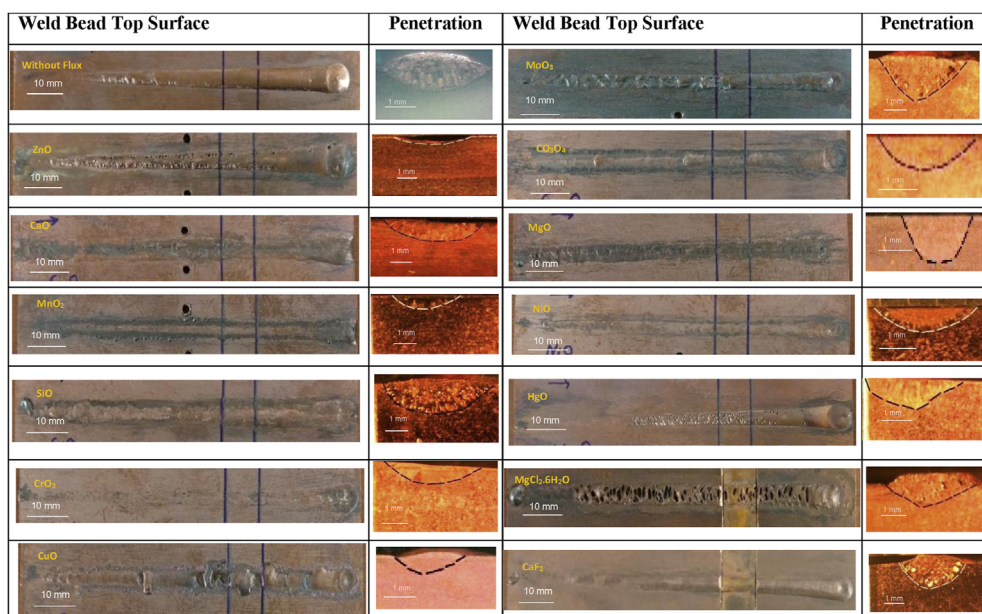 Weld Bead Top Surface Penetration Weld Bead Top Surface Penetration
Without Flux
10 mm
1 mm
MoO₃
10 mm
1 mm
ZnO
10 mm
1 mm
CO₃O₄
10 mm
1 mm
CaO
10 mm
1 mm
MgO
10 mm
1 mm
MnO₂
10 mm
1 mm
NiO
10 mm
NiO
1 mm
SiO
10 mm
1 mm
HgO
10 mm
1 mm
CrO₃
10 mm
1 mm
MgCl₂.6H₂O
10 mm
1 mm
CuO
10 mm
1 mm
CaF₂
10 mm
1 mm